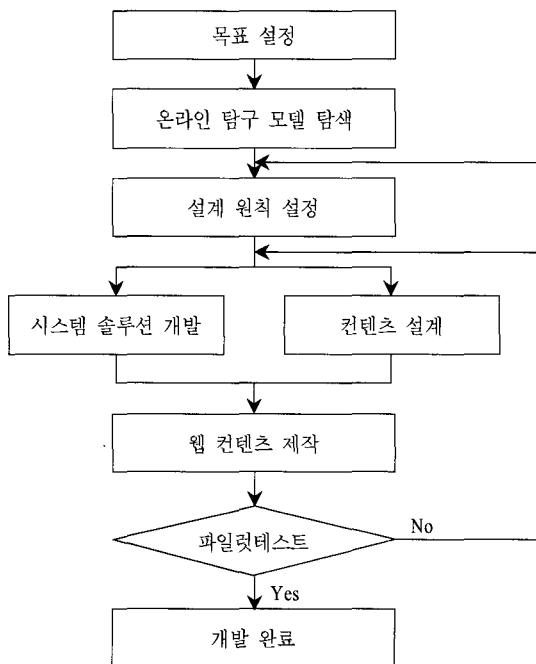 목표 설정
온라인 탐구 모델 탐색
설계 원칙 설정
시스템 솔루션 개발
컨텐츠 설계
웹 컨텐츠 제작
파일럿테스트
No
Yes
개발 완료